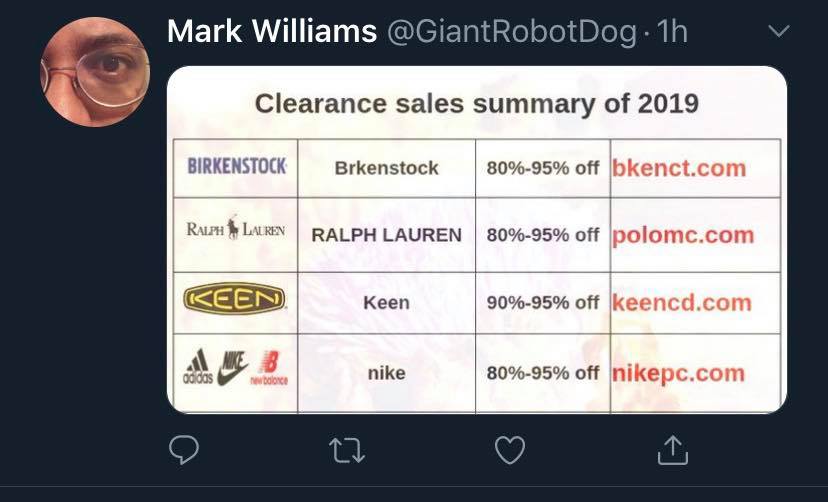 Mark Williams @GiantRobotDog · 1h
Clearance sales summary of 2019
BIRKENSTOCK Brkenstock 80%-95% off bkenct.com
RALPH LAUREN RALPH LAUREN 80%-95% off polomc.com
KEEN Keen 90%-95% off keencd.com
adidas NIKE new balance nike 80%-95% off nikepc.com